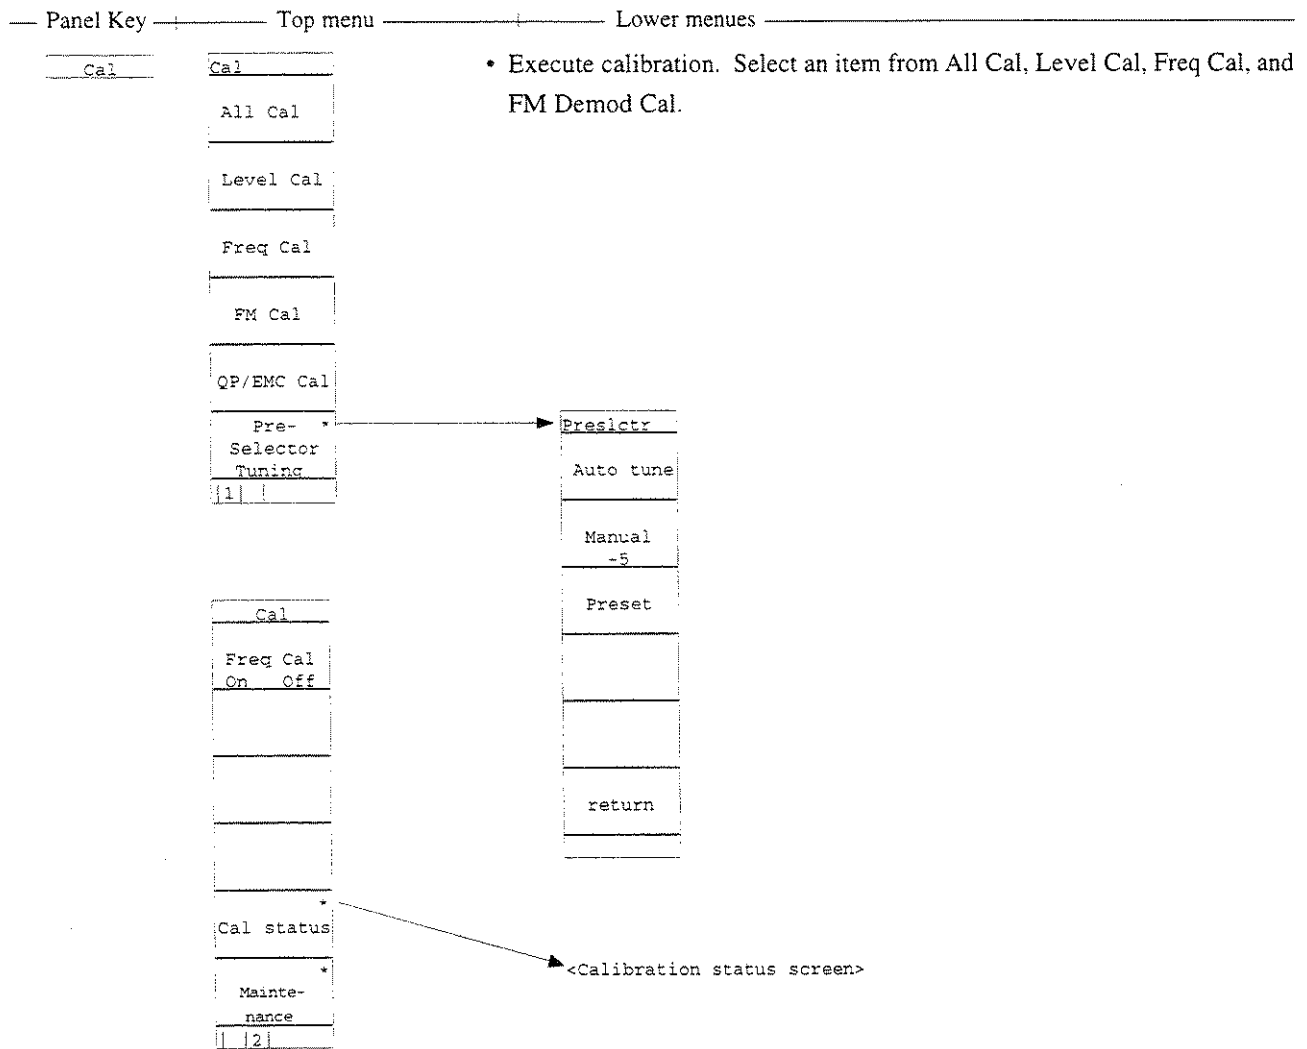 Panel Key Top menu Lower menues
Cal
Cal
• Execute calibration. Select an item from All Cal, Level Cal, Freq Cal, and
FM Demod Cal.
All Cal
Level Cal
Freq Cal
FM Cal
QP/EMC Cal
Pre- *
Selector
Tuning
|1| |
Preslctr
Auto tune
Manual
-5
Preset
return
Cal
Freq Cal
On Off
*
Cal status
*
Mainte-
nance
| |2|
<Calibration status screen>